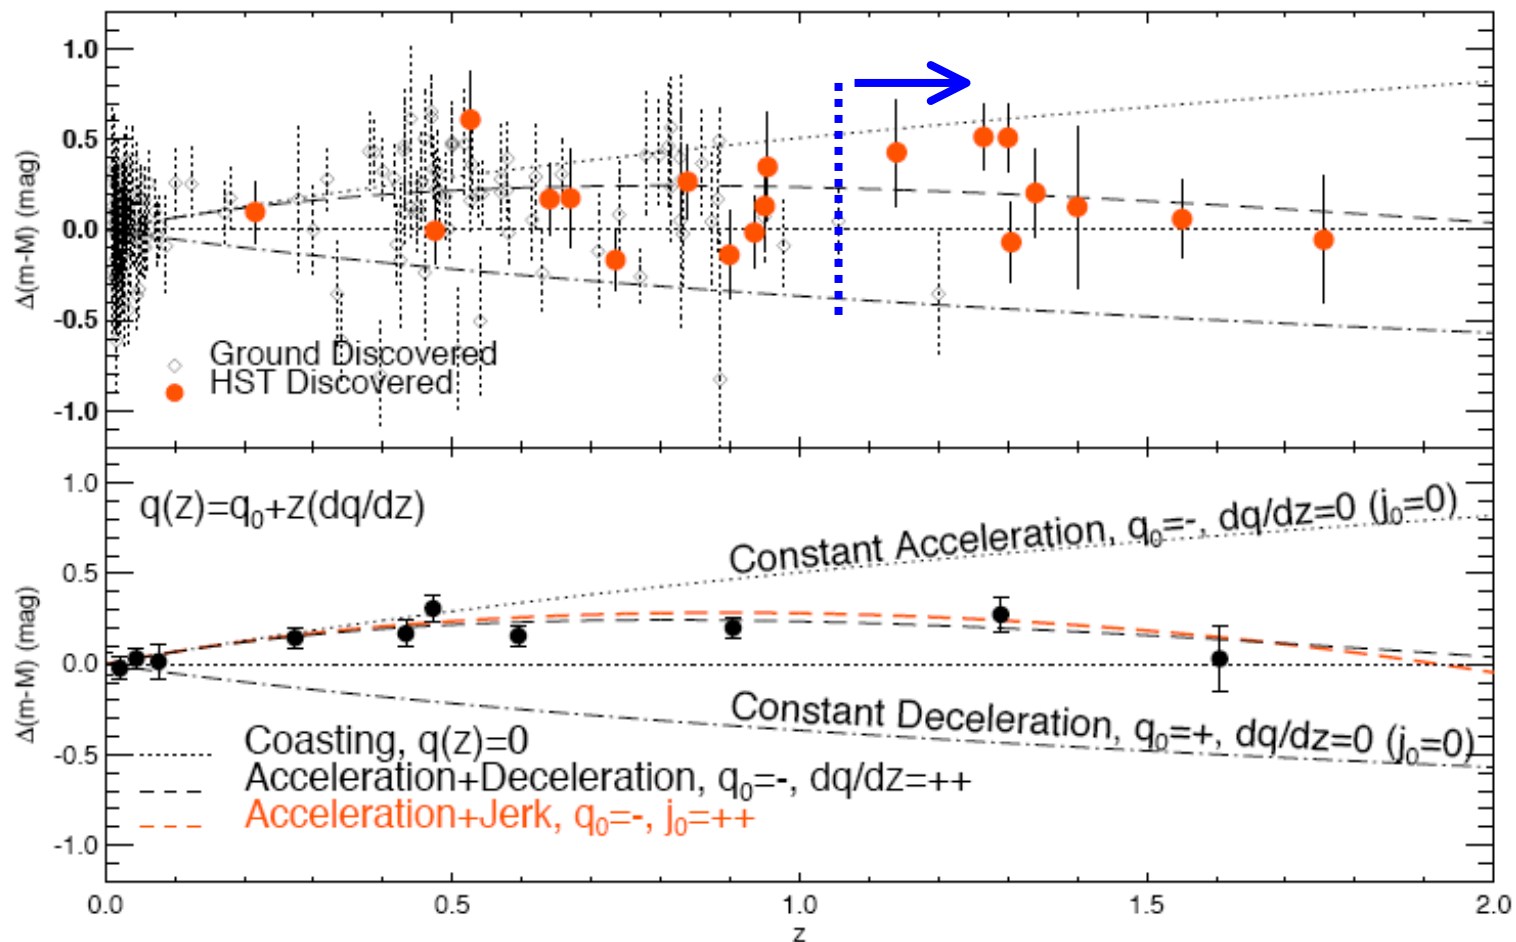 1.0
0.5
0.0
-0.5
-1.0
Δ(m-M) (mag)
Ground Discovered
HST Discovered
1.0
0.5
0.0
-0.5
-1.0
Δ(m-M) (mag)
q(z)=q₀+z(dq/dz)
Constant Acceleration, q₀=-, dq/dz=0 (j₀=0)
Constant Deceleration, q₀=+, dq/dz=0 (j₀=0)
Coasting, q(z)=0
Acceleration+Deceleration, q₀=-, dq/dz=++
Acceleration+Jerk, q₀=-, j₀=++
0.0 0.5 1.0 1.5 2.0
z